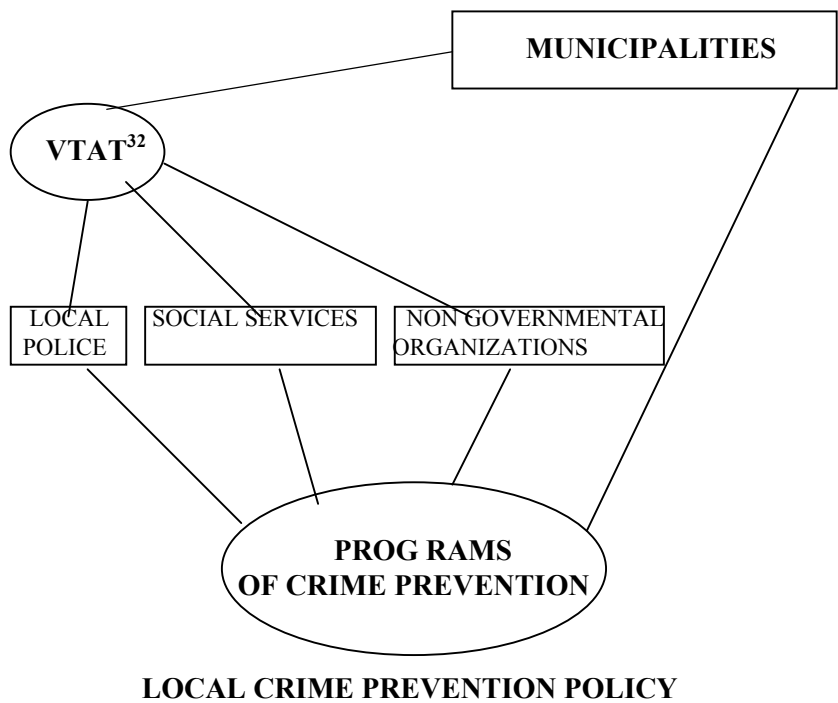 MUNICIPALITIES
VTAT32
LOCAL
POLICE
SOCIAL SERVICES
NON GOVERNMENTAL
ORGANIZATIONS
PROG RAMS
OF CRIME PREVENTION
LOCAL CRIME PREVENTION POLICY